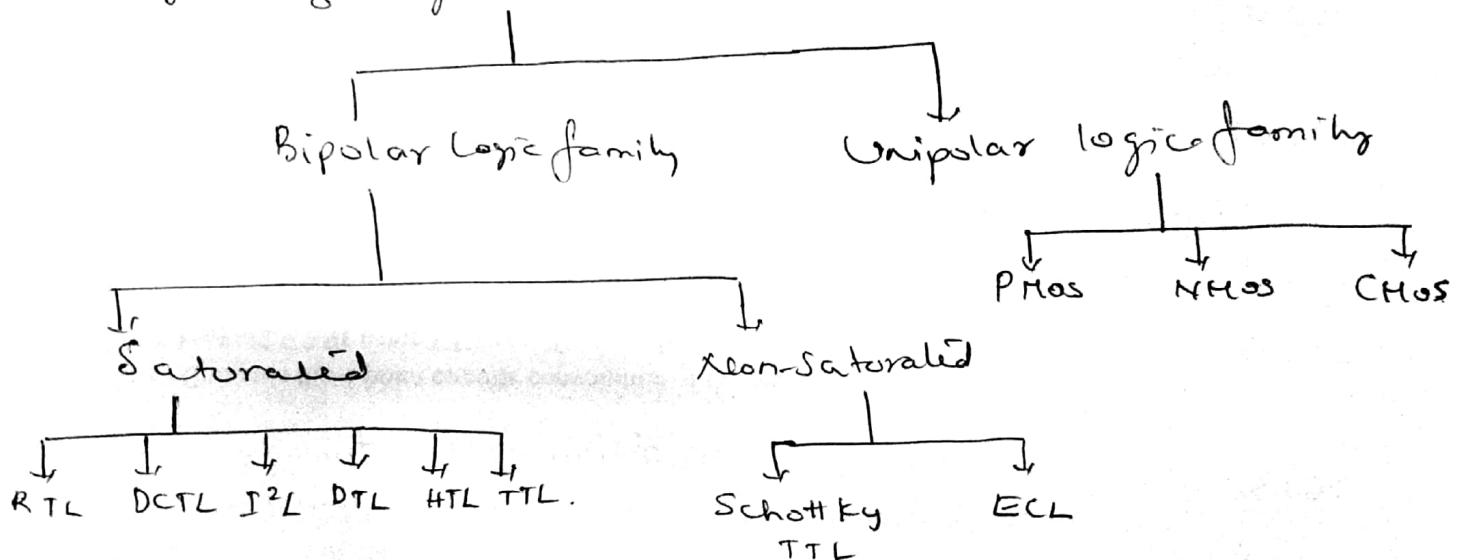 Bipolar Logic family
Unipolar logic family
PMOS NMOS CMOS
Saturated
Non-Saturated
RTL DCTL I²L DTL HTL TTL.
Schottky
TTL
ECL